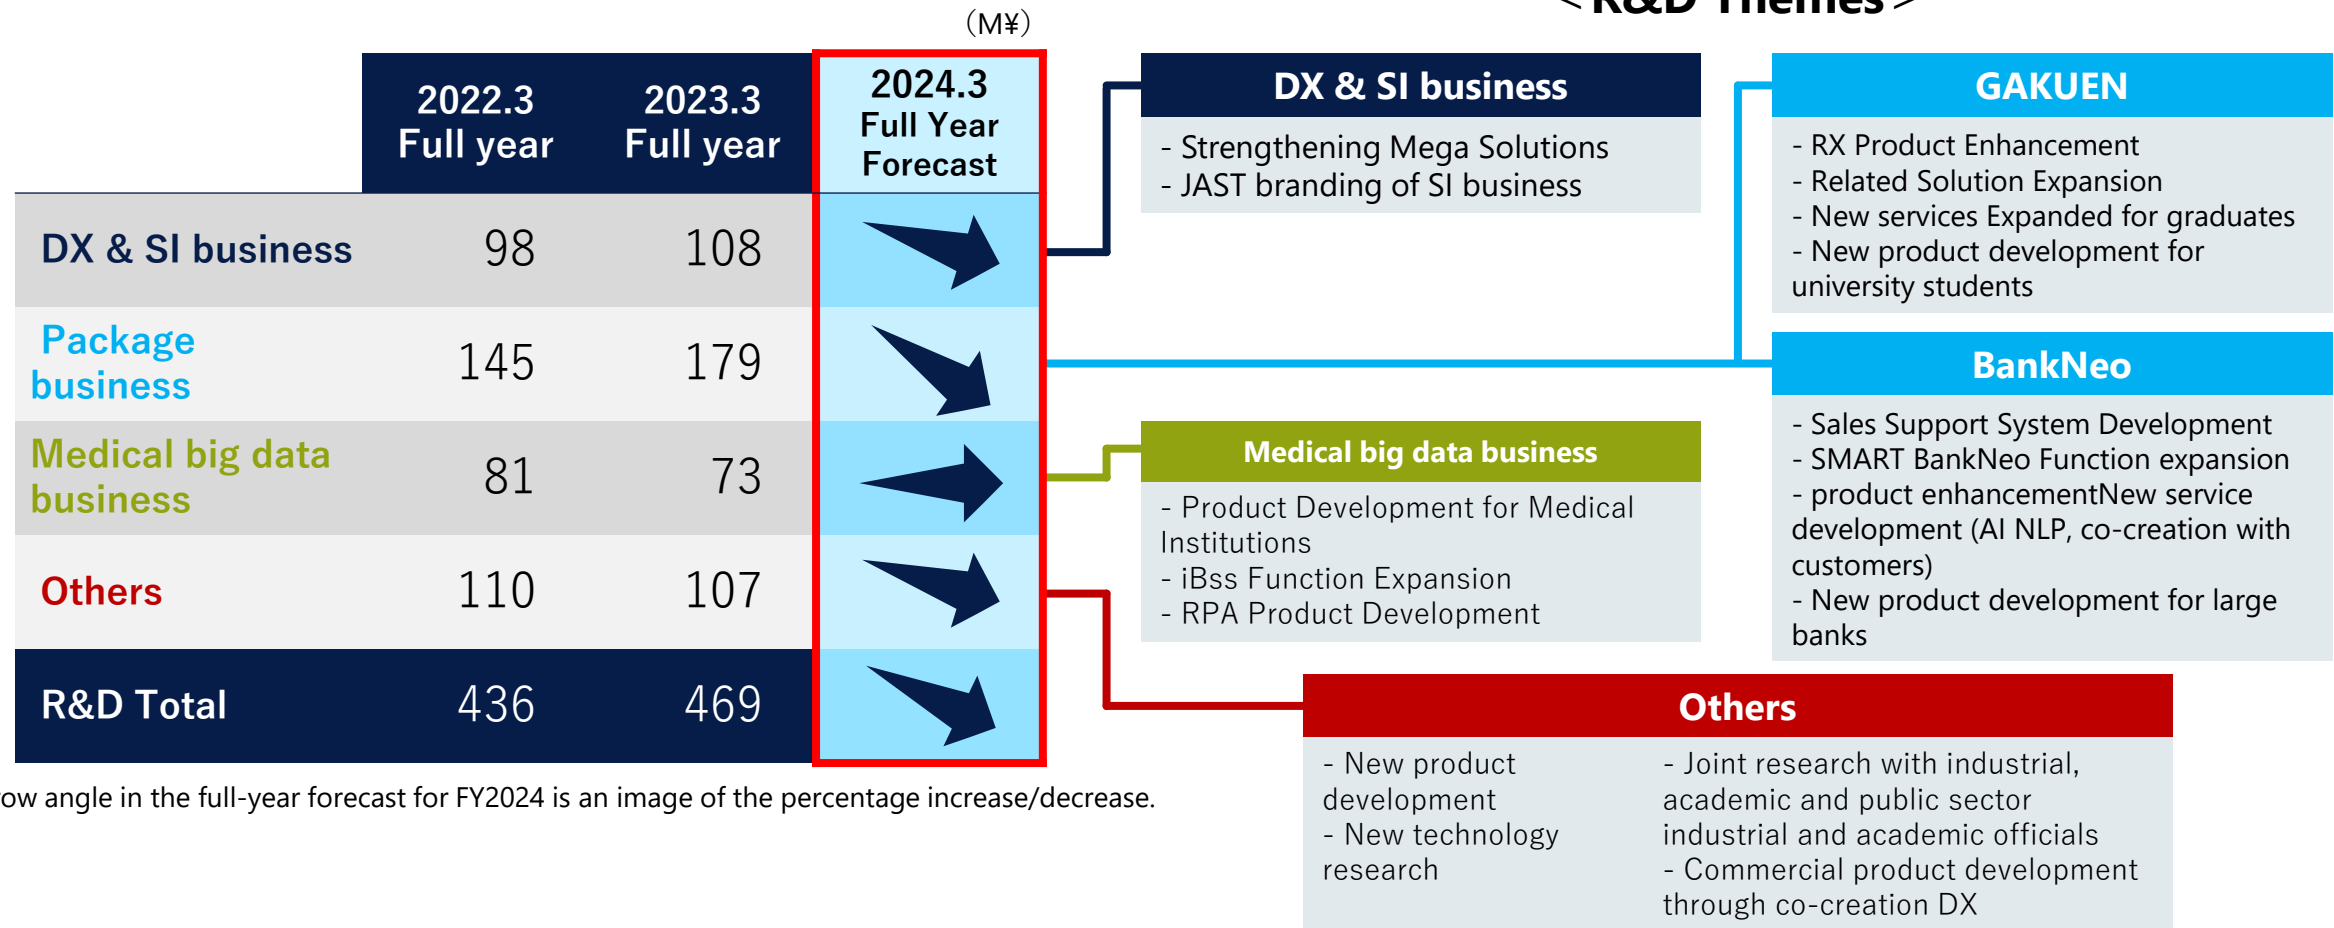 <R&D Themes>
（M¥）
2022.3
Full year
2023.3
Full year
2024.3
Full Year
Forecast
DX & SI business 98 108
Package
business
145 179
Medical big data
business
81 73
Others 110 107
R&D Total 436 469
angle in the full-year forecast for FY2024 is an image of the percentage increase/decrease.
DX & SI business
- Strengthening Mega Solutions
- JAST branding of SI business
GAKUEN
- RX Product Enhancement
- Related Solution Expansion
- New services Expanded for graduates
- New product development for
university students
BankNeo
- Sales Support System Development
- SMART BankNeo Function expansion
- product enhancementNew service
development (AI NLP, co-creation with
customers)
- New product development for large
banks
Medical big data business
- Product Development for Medical
Institutions
- iBss Function Expansion
- RPA Product Development
Others
- New product
development
- New technology
research
- Joint research with industrial,
academic and public sector
industrial and academic officials
- Commercial product development
through co-creation DX